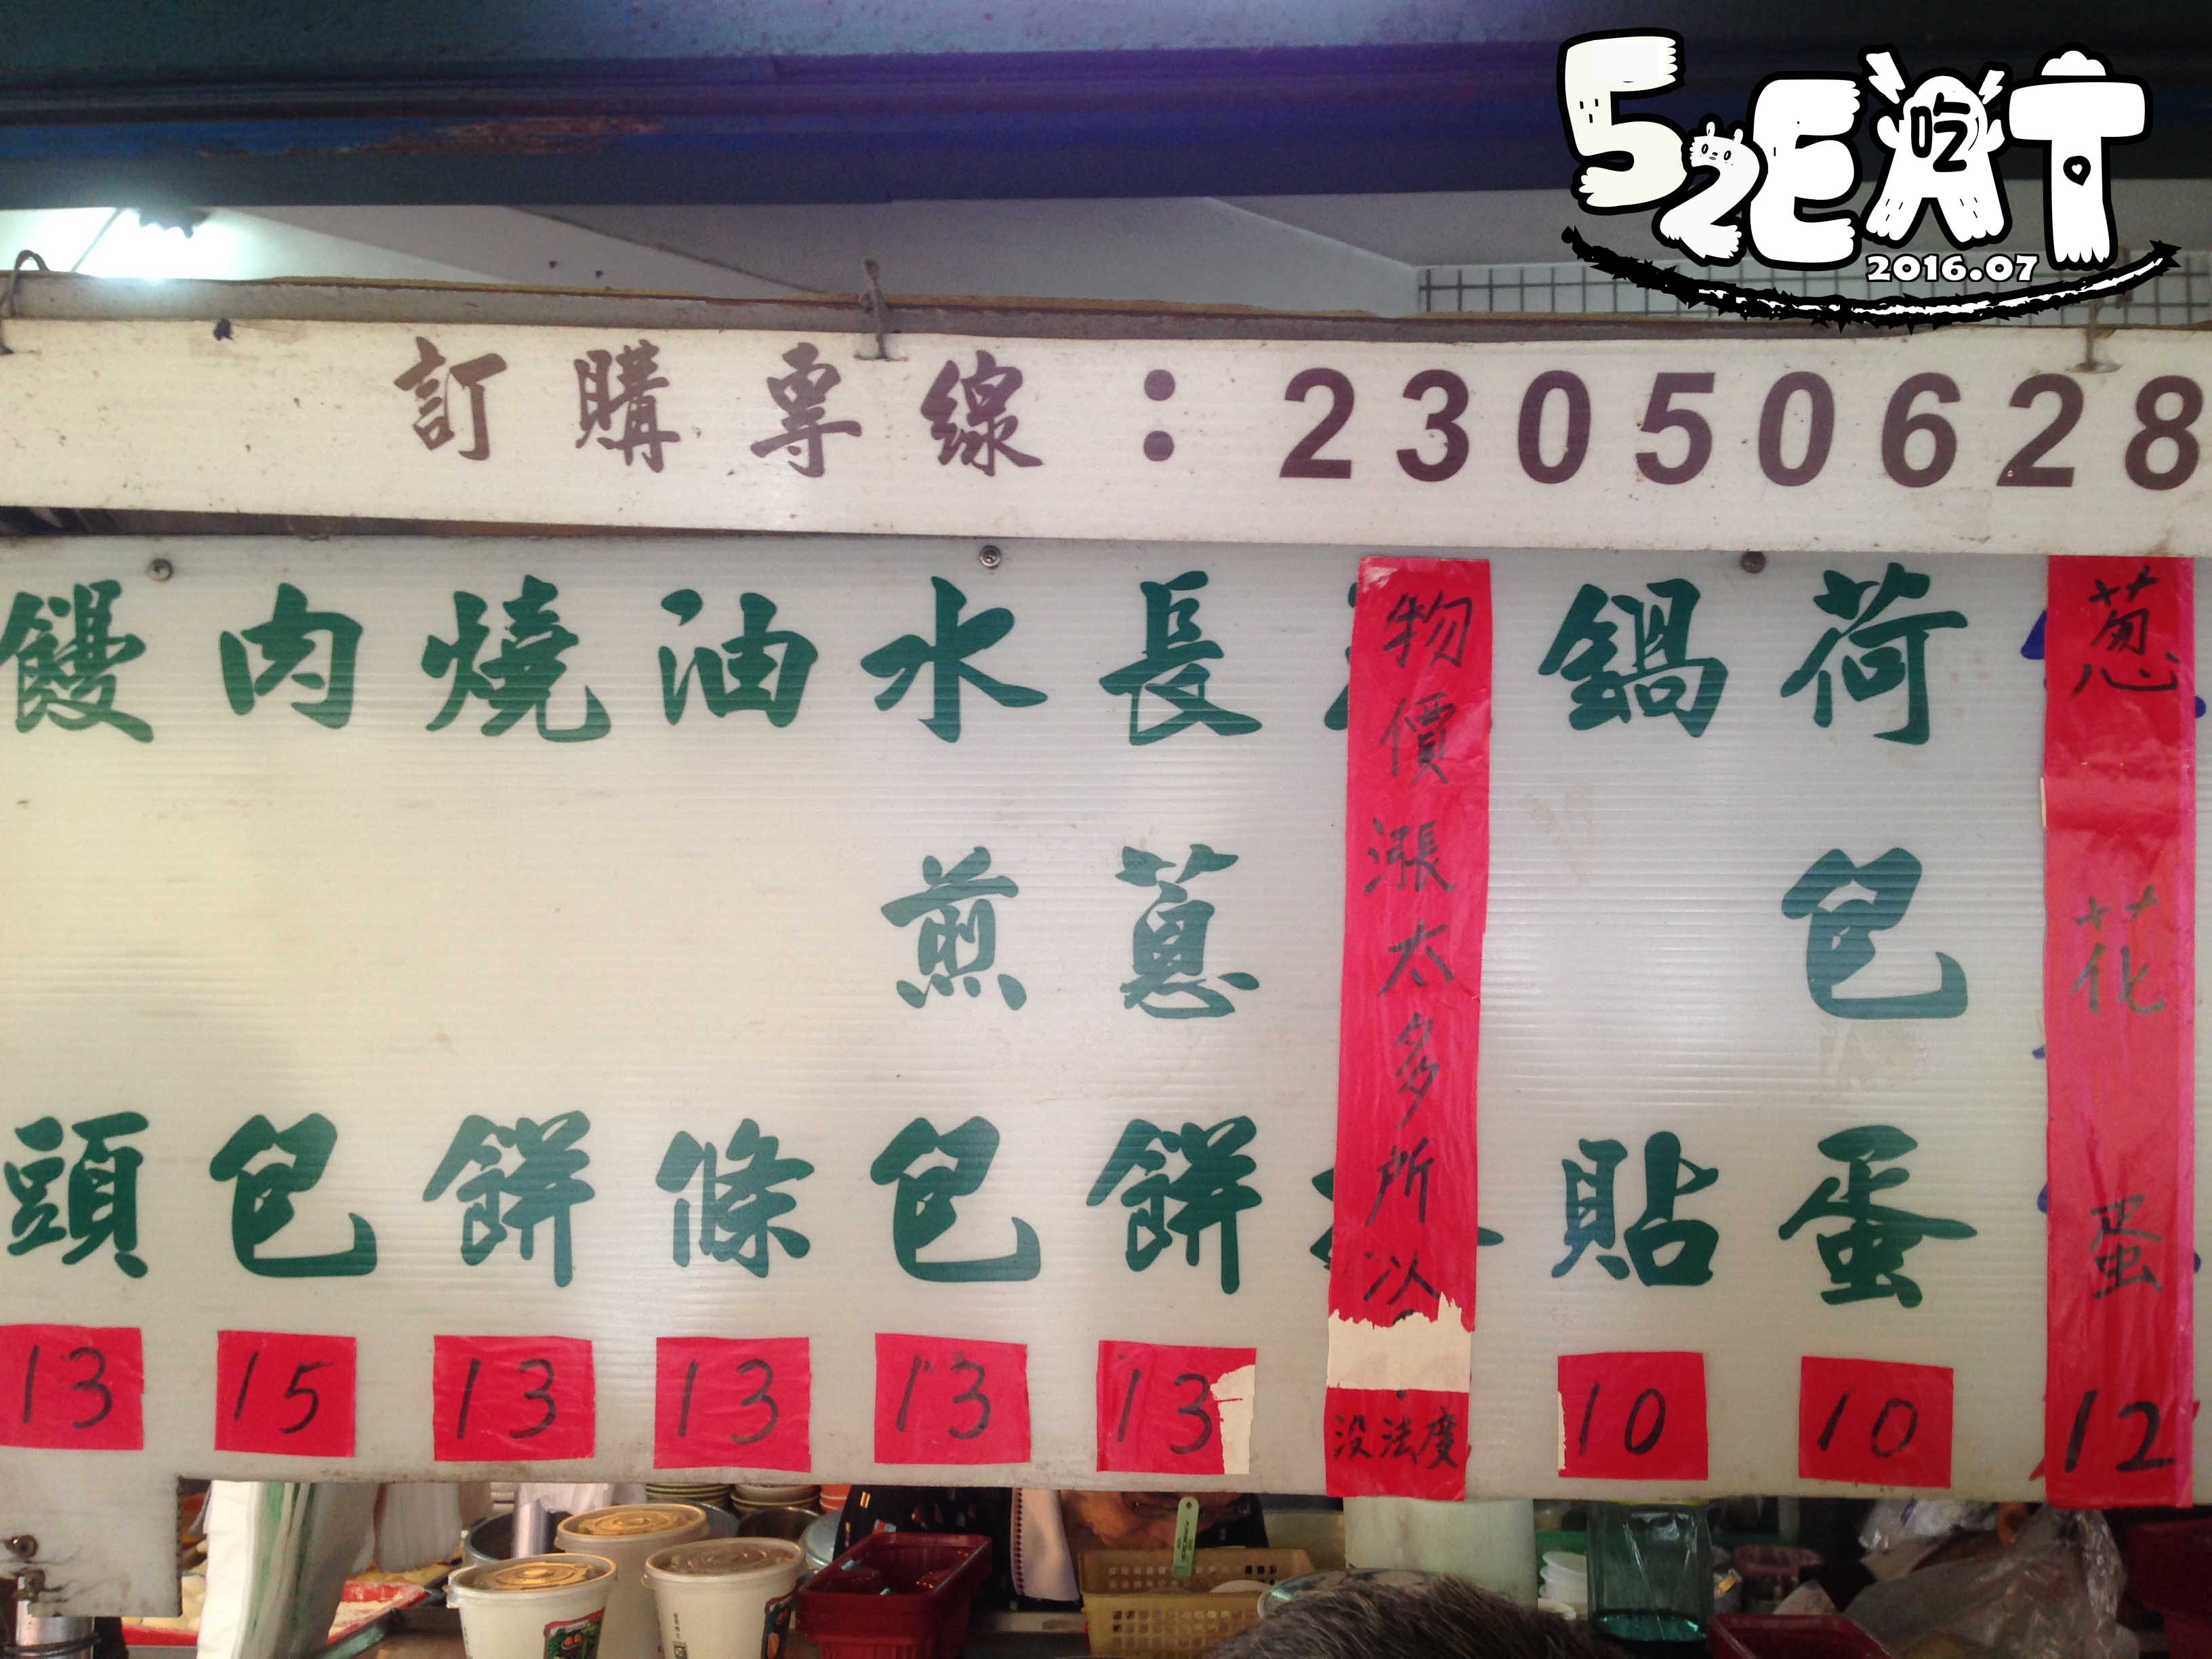 52EAT
吃
2016.07
訂購專線：23050628
葱花蛋
12
荷包蛋
10
鍋貼
10
物價漲太多所以
没法度
長蔥餅
13
水煎包
13
油條
13
燒餅
13
肉包
15
饅頭
13